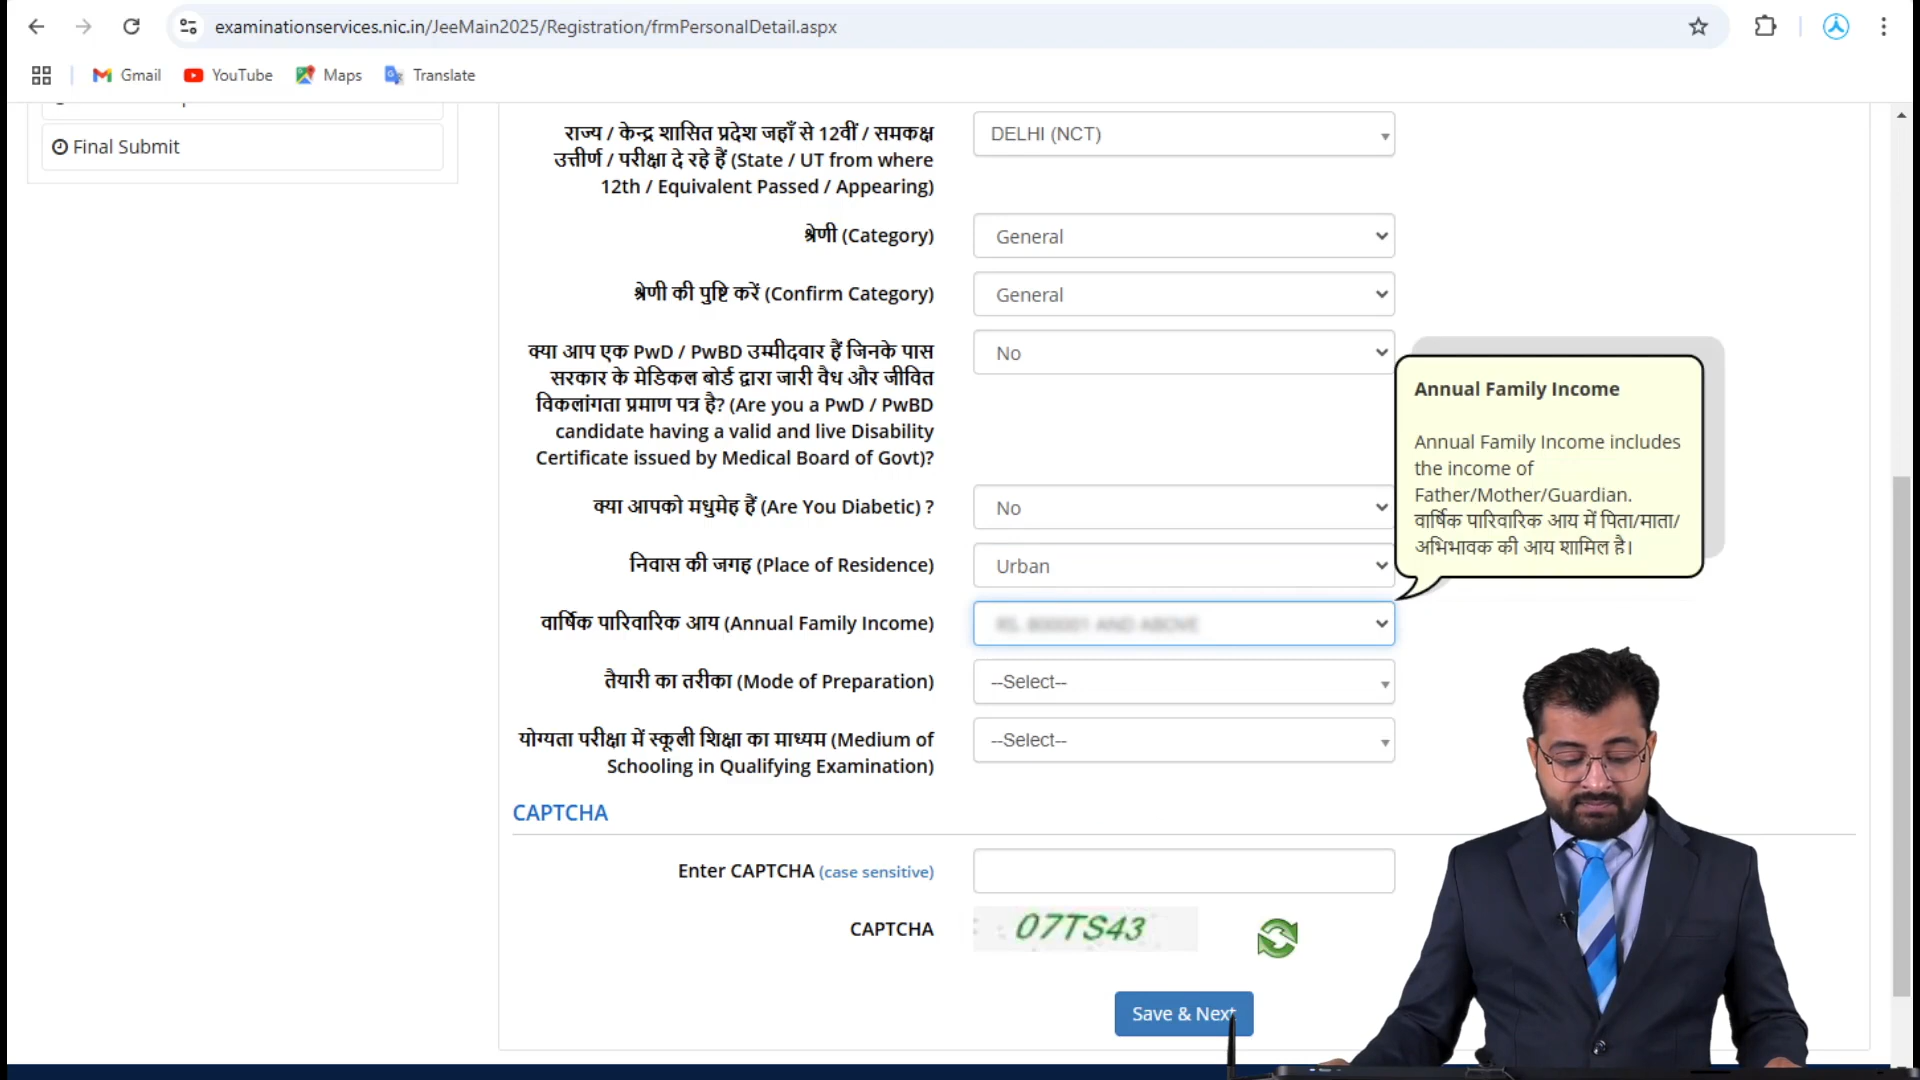 examinationservices.nic.in/JeeMain2025/Registration/frmPersonalDetail.aspx
Gmail YouTube Maps Translate
Final Submit
राज्य / केन्द्र शासित प्रदेश जहाँ से 12वीं / समकक्ष
उत्तीर्ण / परीक्षा दे रहे हैं (State / UT from where
12th / Equivalent Passed / Appearing)
DELHI (NCT)
श्रेणी (Category)
General
श्रेणी की पुष्टि करें (Confirm Category)
General
क्या आप एक PwD / PwBD उम्मीदवार हैं जिनके पास
सरकार के मेडिकल बोर्ड द्वारा जारी वैध और जीवित
विकलांगता प्रमाण पत्र है? (Are you a PwD / PwBD
candidate having a valid and live Disability
Certificate issued by Medical Board of Govt)?
No
Annual Family Income
Annual Family Income includes
the income of
Father/Mother/Guardian.
वार्षिक पारिवारिक आय में पिता/माता/
अभिभावक की आय शामिल है।
क्या आपको मधुमेह हैं (Are You Diabetic) ?
No
निवास की जगह (Place of Residence)
Urban
वार्षिक पारिवारिक आय (Annual Family Income)
RS. 800001 AND ABOVE
तैयारी का तरीका (Mode of Preparation)
--Select--
योग्यता परीक्षा में स्कूली शिक्षा का माध्यम (Medium of
Schooling in Qualifying Examination)
--Select--
CAPTCHA
Enter CAPTCHA (case sensitive)
CAPTCHA
07TS43
Save & Next